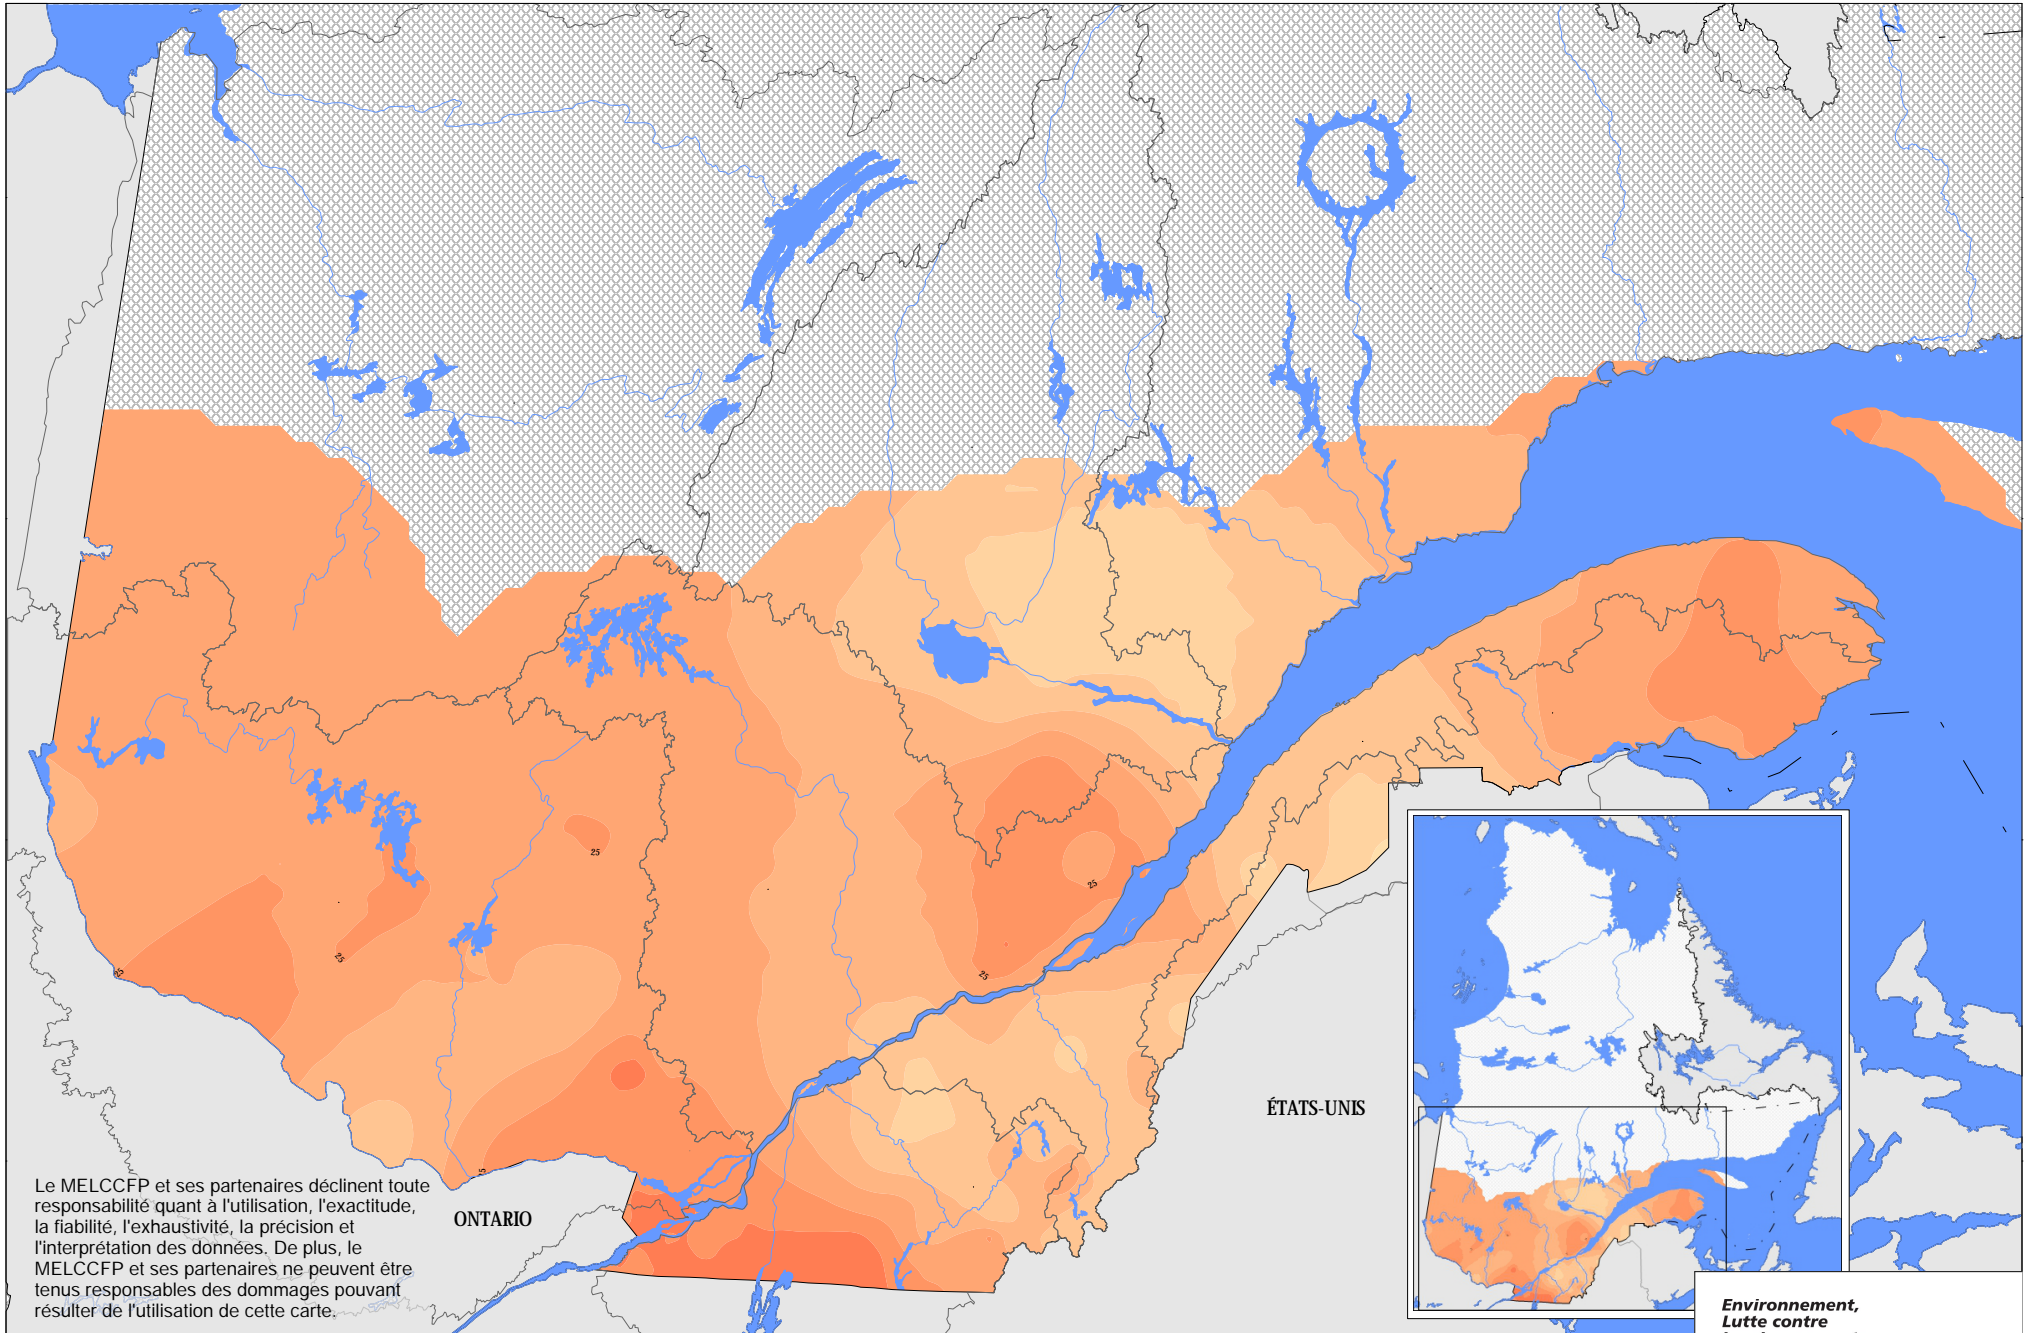 25
25
25
25
25
ÉTATS-UNIS
ONTARIO
Le MELCCFP et ses partenaires déclinent toute
responsabilité quant à l'utilisation, l'exactitude,
la fiabilité, l'exhaustivité, la précision et
l'interprétation des données. De plus, le
MELCCFP et ses partenaires ne peuvent être
tenus responsables des dommages pouvant
résulter de l'utilisation de cette carte.
Environnement,
Lutte contre